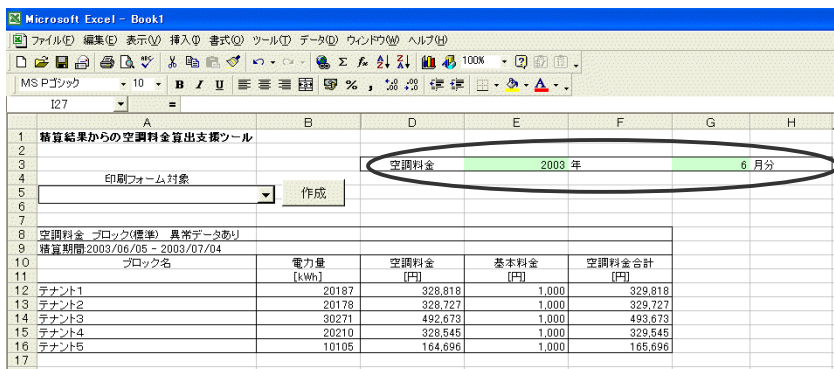 Microsoft Excel - Book1
ファイル(F) 編集(E) 表示(V) 挿入(I) 書式(O) ツール(T) データ(D) ウィンドウ(W) ヘルプ(H)
100%
MS Pゴシック 10 B I U
I27 =
A B D E F G H
1 積算結果からの空調料金算出支援ツール
2
3 空調料金 2003 年 6 月分
4 印刷フォーム対象
5 作成
6
7
8 空調料金 ブロック(標準) 異常データあり
9 積算期間:2003/06/05 - 2003/07/04
10 ブロック名 電力量 空調料金 基本料金 空調料金合計
11 [kWh] [円] [円] [円]
12 テナント1 20187 328,818 1,000 329,818
13 テナント2 20178 328,727 1,000 329,727
14 テナント3 30271 492,673 1,000 493,673
15 テナント4 20210 328,545 1,000 329,545
16 テナント5 10105 164,696 1,000 165,696
17